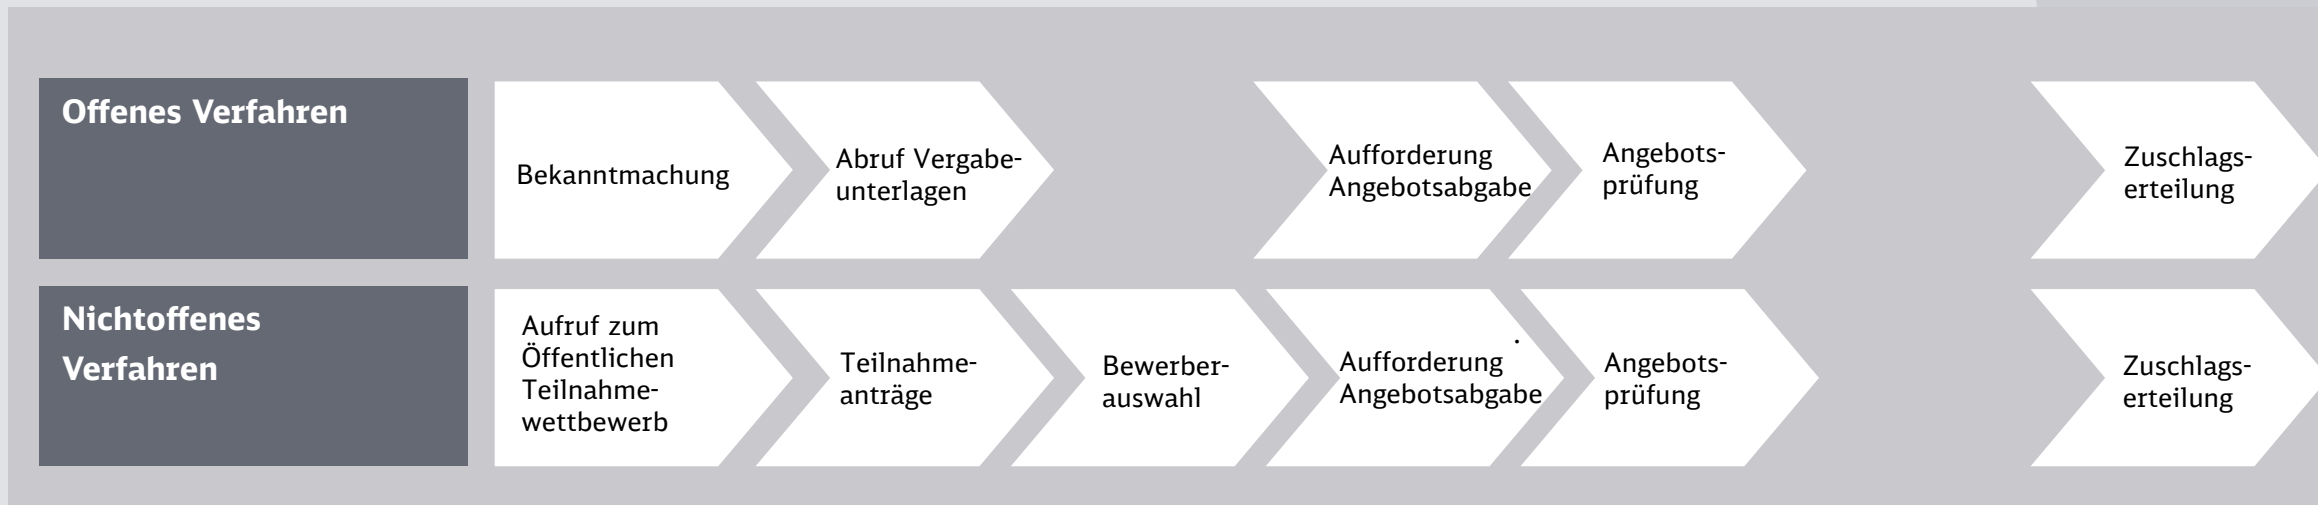 Offenes Verfahren
Bekanntmachung
Abruf Vergabe-
unterlagen
Aufforderung
Angebotsabgabe
Angebots-
prüfung
Zuschlags-
erteilung
Nichtoffenes
Verfahren
Aufruf zum
Öffentlichen
Teilnahme-
wettbewerb
Teilnahme-
anträge
Bewerber-
auswahl
.
Aufforderung
Angebotsabgabe
Angebots-
prüfung
Zuschlags-
erteilung